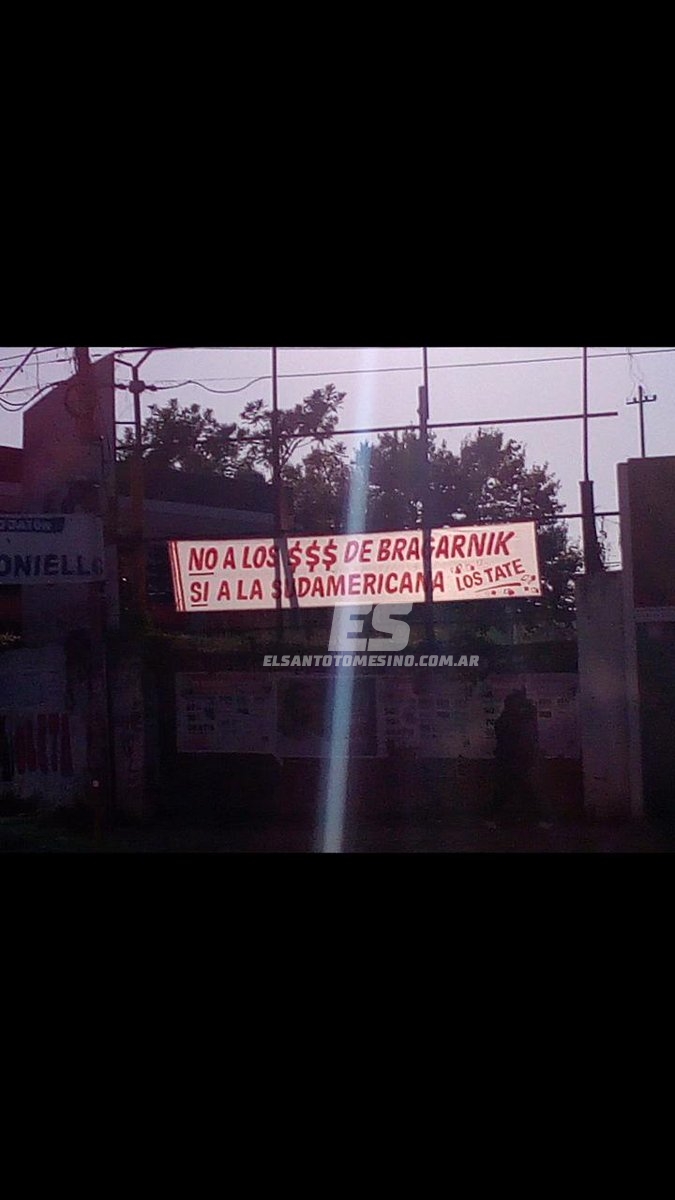 ONIELLO
NO A LOS $$$ DE BRAGARNIK
SI A LA SUDAMERICANA LOS TATE
ES
ELSANTOTOMESINO.COM.AR